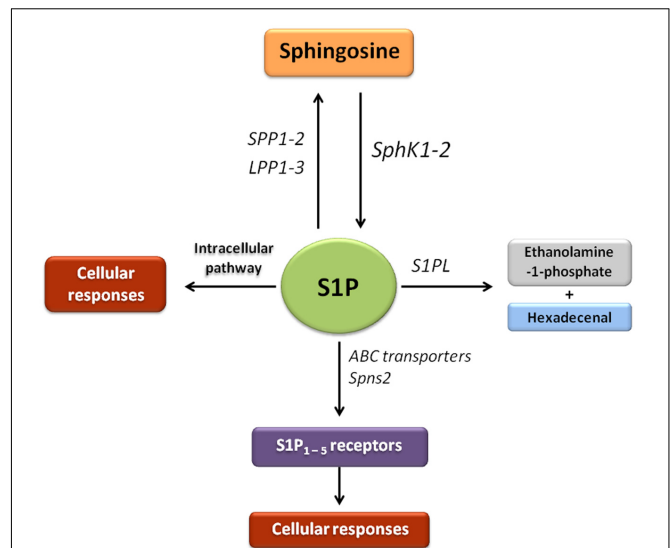 Sphingosine
SPP1-2
LPP1-3
SphK1-2
Intracellular
pathway
Cellular
responses
S1P
S1PL
Ethanolamine
-1-phosphate
+
Hexadecenal
ABC transporters
Spns2
S1P₁₋₅ receptors
Cellular responses